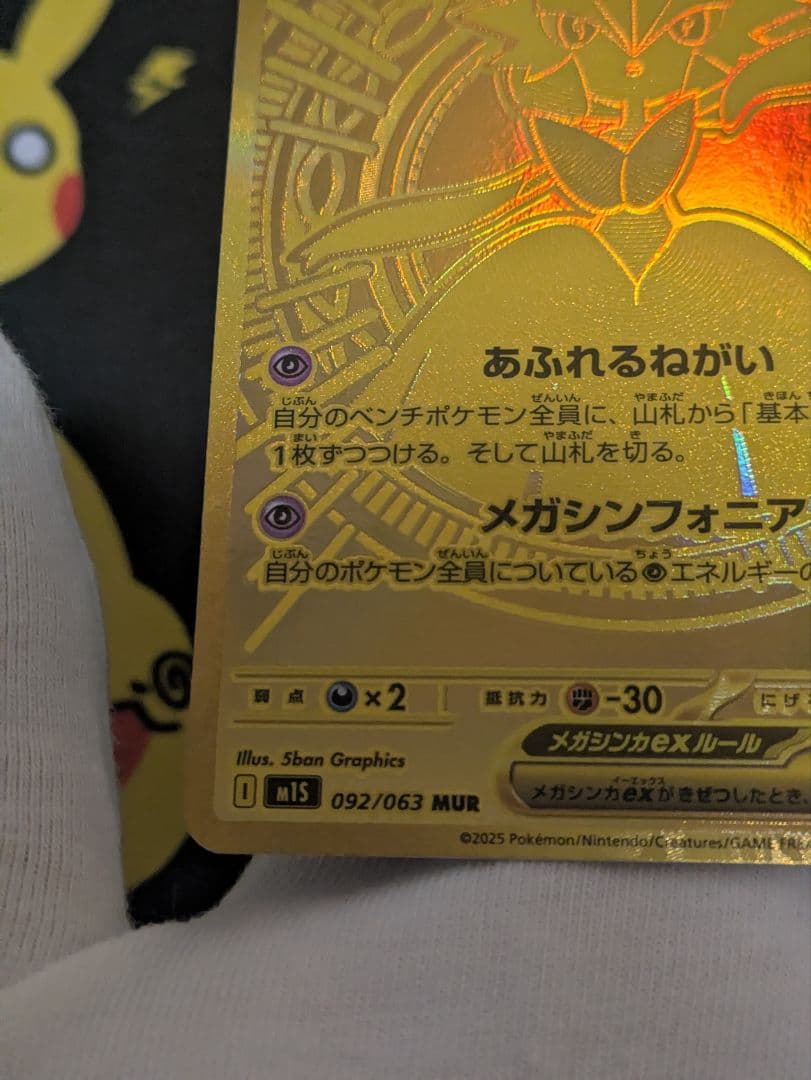 あふれるねがい
自分のベンチポケモン全員に、山札から「基本
1枚ずつつける。そして山札を切る。
メガシンフォニア
自分のポケモン全員についているエネルギーの
弱点 ×2 抵抗力 -30 にげ
メガシンカexルール
Illus. 5ban Graphics
メガシンカexがきぜつしたとき、
I M1S 092/063 MUR
©2025 Pokémon/Nintendo/Creatures/GAME FREA